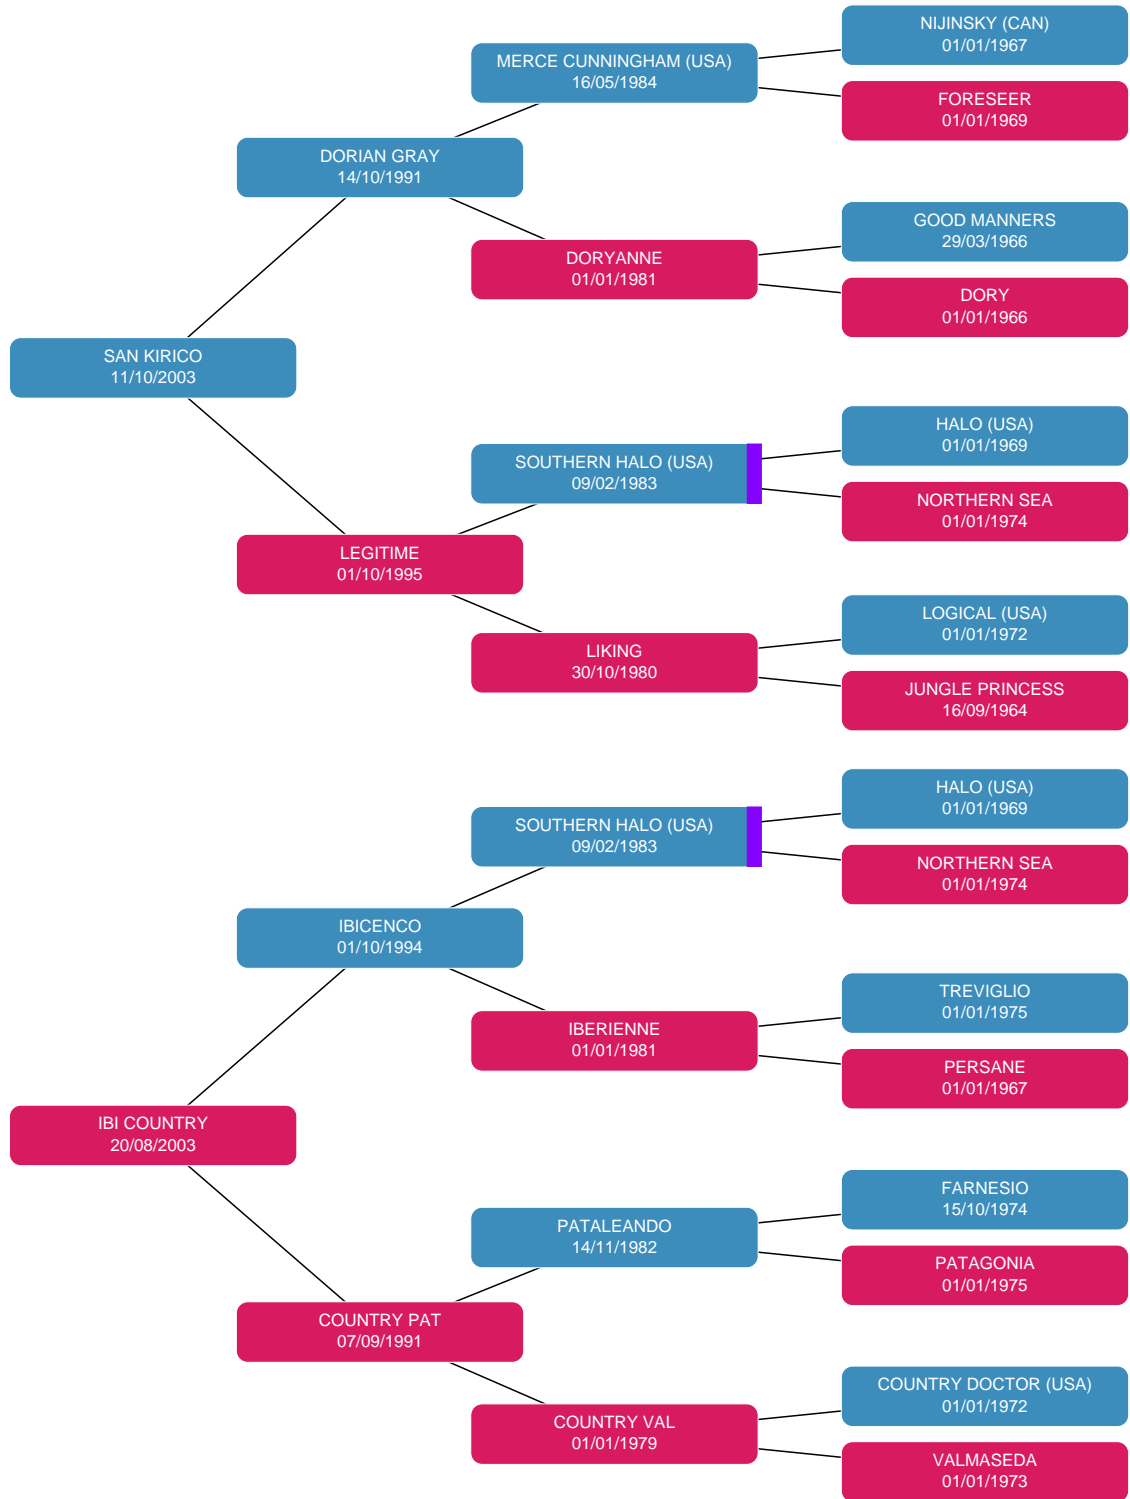 NIJINSKY (CAN)
01/01/1967
MERCE CUNNINGHAM (USA)
16/05/1984
FORESEER
01/01/1969
DORIAN GRAY
14/10/1991
GOOD MANNERS
29/03/1966
DORYANNE
01/01/1981
DORY
01/01/1966
SAN KIRICO
11/10/2003
HALO (USA)
01/01/1969
SOUTHERN HALO (USA)
09/02/1983
NORTHERN SEA
01/01/1974
LEGITIME
01/10/1995
LOGICAL (USA)
01/01/1972
LIKING
30/10/1980
JUNGLE PRINCESS
16/09/1964
HALO (USA)
01/01/1969
SOUTHERN HALO (USA)
09/02/1983
NORTHERN SEA
01/01/1974
IBICENCO
01/10/1994
TREVIGLIO
01/01/1975
IBERIENNE
01/01/1981
PERSANE
01/01/1967
IBI COUNTRY
20/08/2003
FARNESIO
15/10/1974
PATALEANDO
14/11/1982
PATAGONIA
01/01/1975
COUNTRY PAT
07/09/1991
COUNTRY DOCTOR (USA)
01/01/1972
COUNTRY VAL
01/01/1979
VALMASEDA
01/01/1973